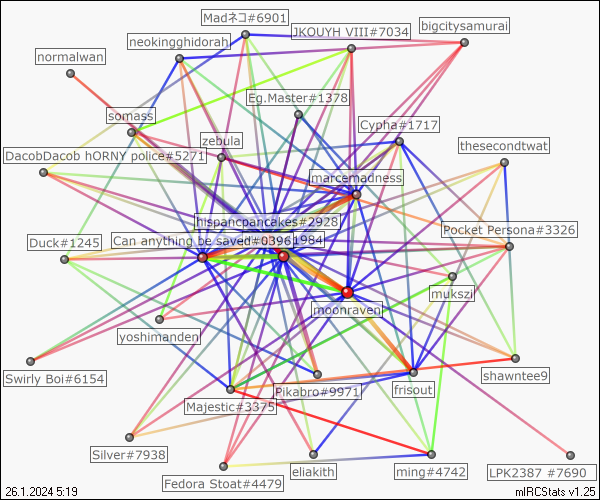 Madネコ#6901
bigcitysamurai
JKOUYH VIII#7034
neokingghidorah
normalwan
Eg.Master#1378
somass
Cypha#1717
zebula
thesecondtwat
DacobDacob hORNY police#5271
marcemadness
hispancpancakes#2928
Pocket Persona#3326
Duck#1245
Can anything be saved#0396
1984
mukszil
moonraven
yoshimanden
Swirly Boi#6154
shawntee9
Pikabro#9971
frisout
Majestic#3375
Silver#7938
eliakith
ming#4742
LPK2387 #7690
Fedora Stoat#4479
26.1.2024 5:19
mIRCStats v1.25